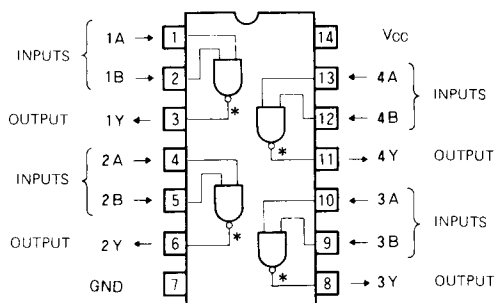 1A 1 14 VCC
INPUTS
1B 2 13 4A
INPUTS
OUTPUT 1Y 3 * 12 4B
2A 4 * 11 4Y OUTPUT
INPUTS
2B 5 10 3A
INPUTS
OUTPUT 2Y 6 * 9 3B
GND 7 * 8 3Y OUTPUT